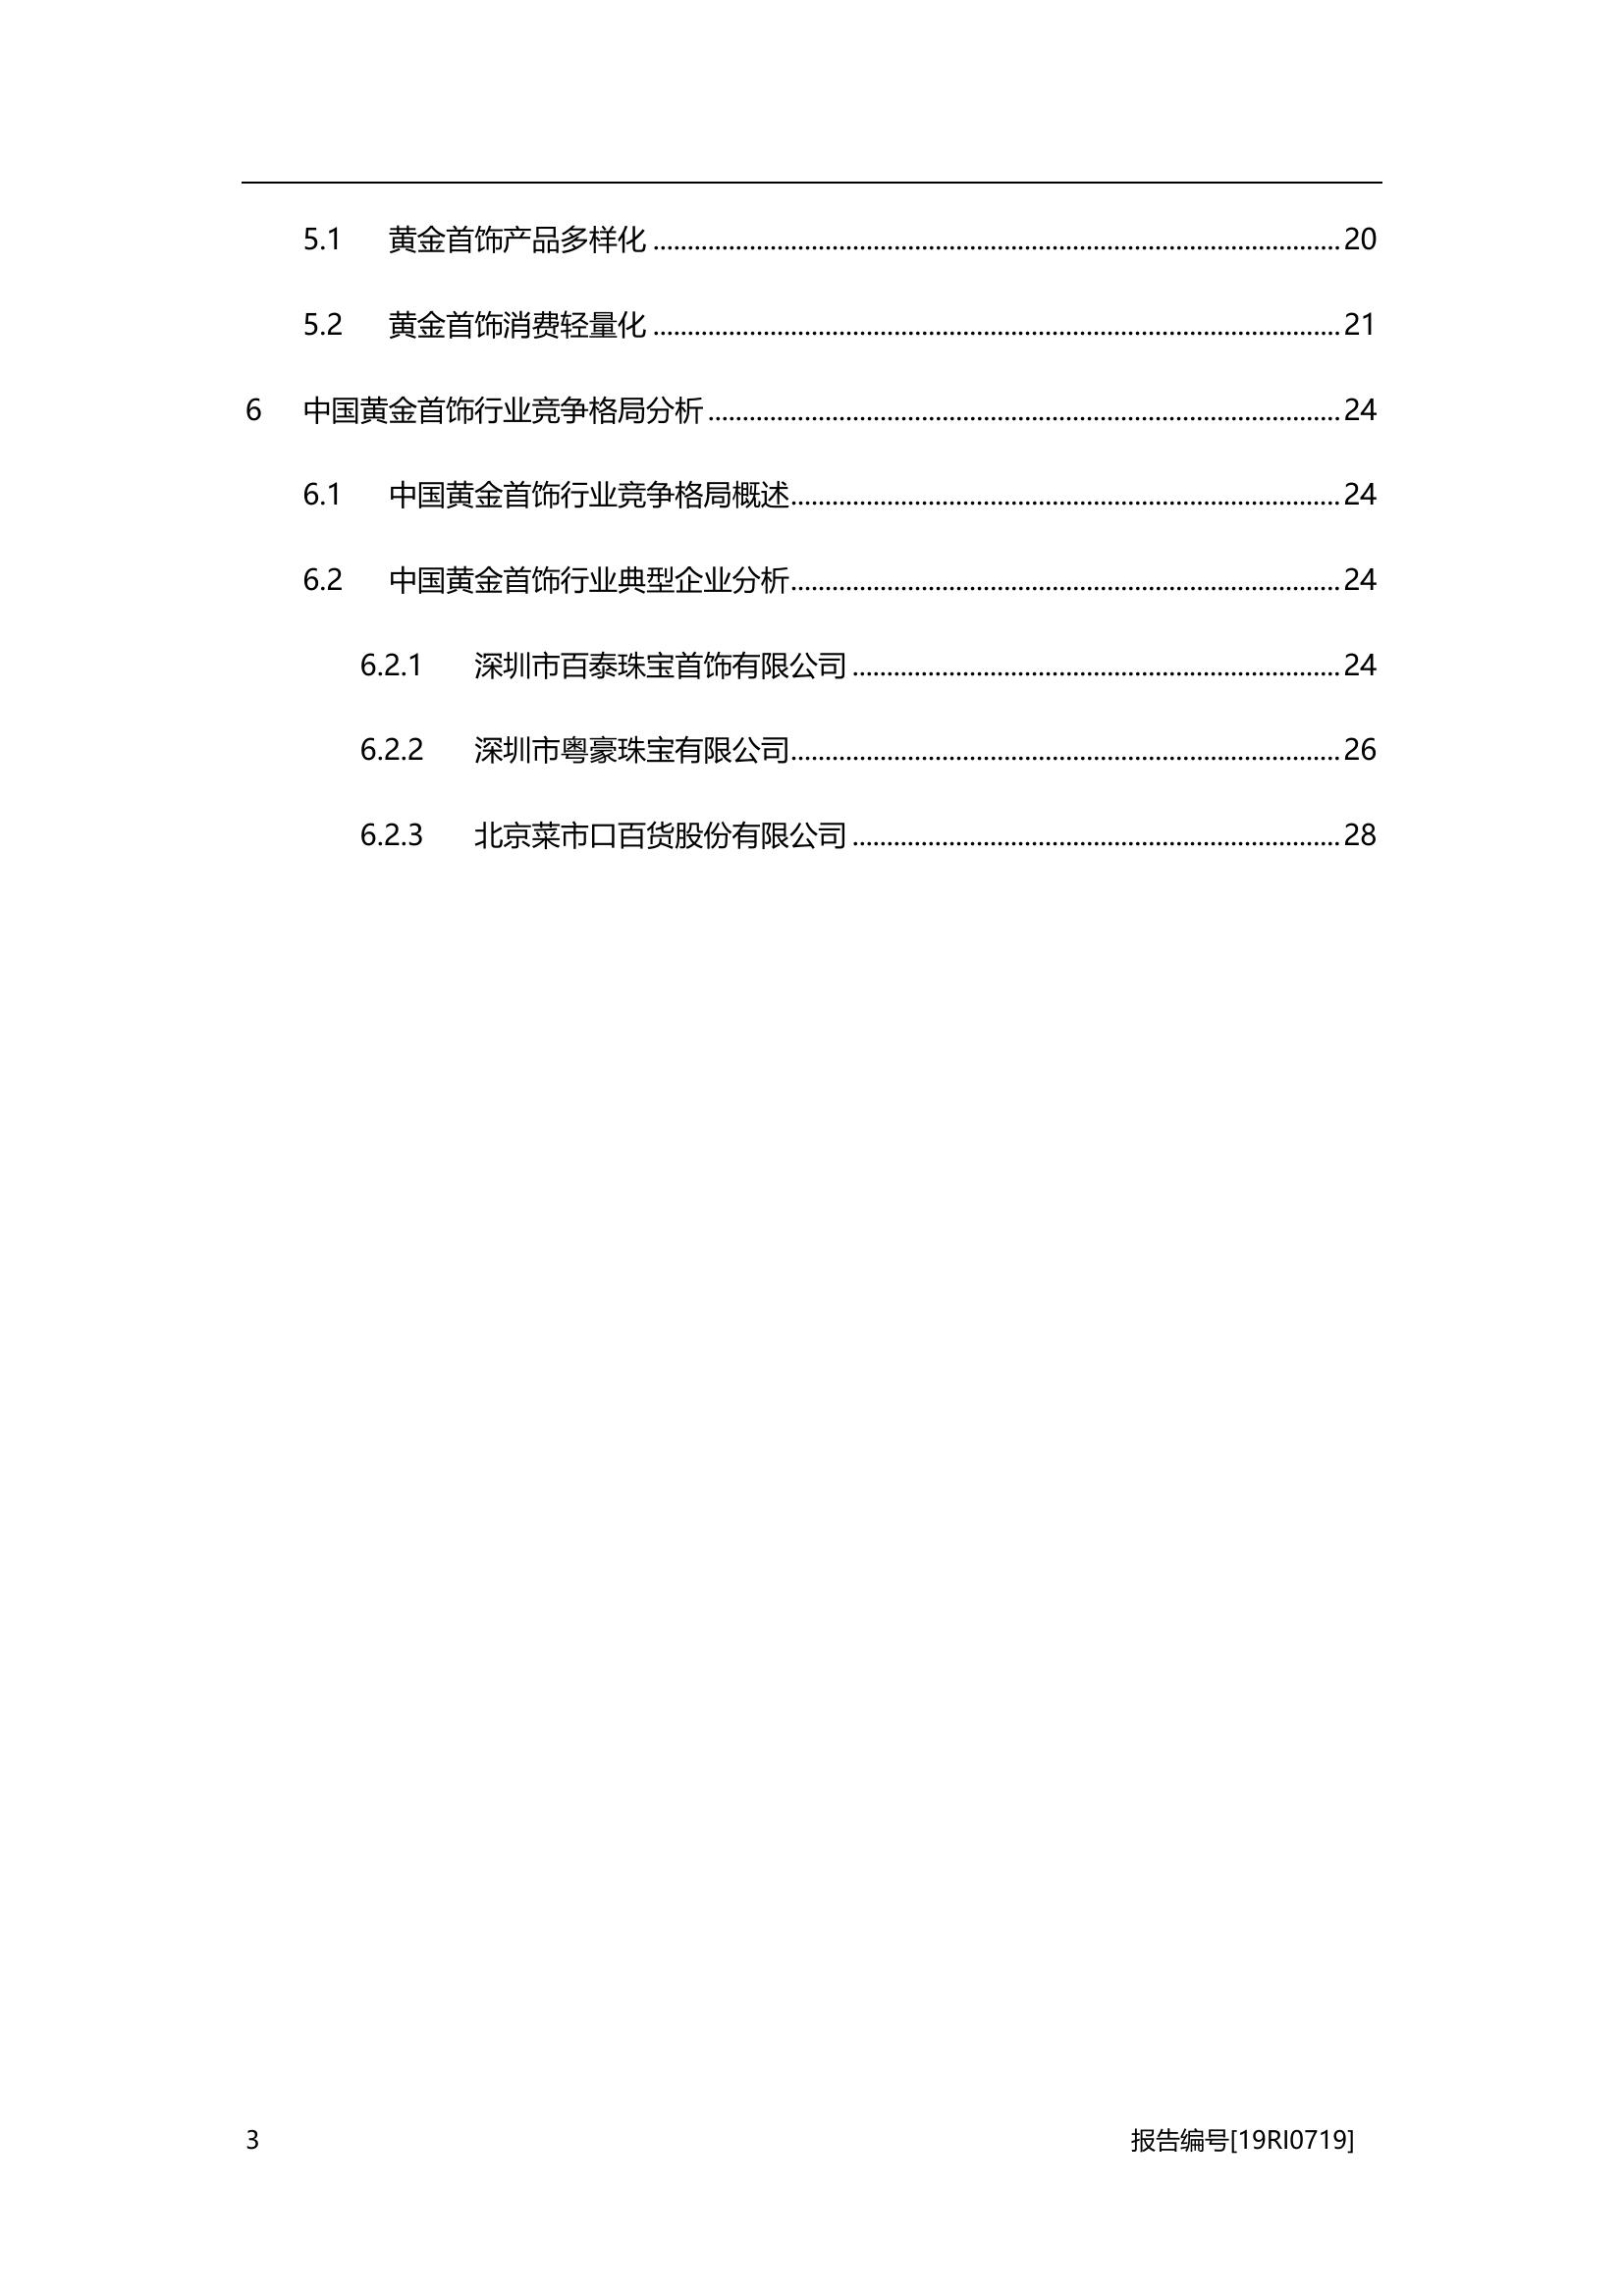 5.1 黄金首饰产品多样化 ........................................................ 20
5.2 黄金首饰消费轻量化 ........................................................ 21
6 中国黄金首饰行业竞争格局分析 ........................................................ 24
6.1 中国黄金首饰行业竞争格局概述 ........................................................ 24
6.2 中国黄金首饰行业典型企业分析 ........................................................ 24
6.2.1 深圳市百泰珠宝首饰有限公司 ........................................................ 24
6.2.2 深圳市粤豪珠宝有限公司 ........................................................ 26
6.2.3 北京菜市口百货股份有限公司 ........................................................ 28
3 报告编号[19RI0719]